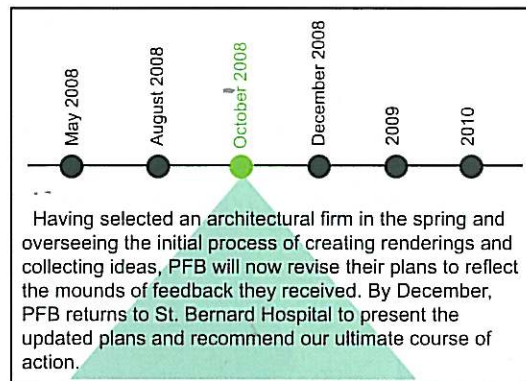 May 2008
August 2008
October 2008
December 2008
2009
2010
Having selected an architectural firm in the spring and
overseeing the initial process of creating renderings and
collecting ideas, PFB will now revise their plans to reflect
the mounds of feedback they received. By December,
PFB returns to St. Bernard Hospital to present the
updated plans and recommend our ultimate course of
action.